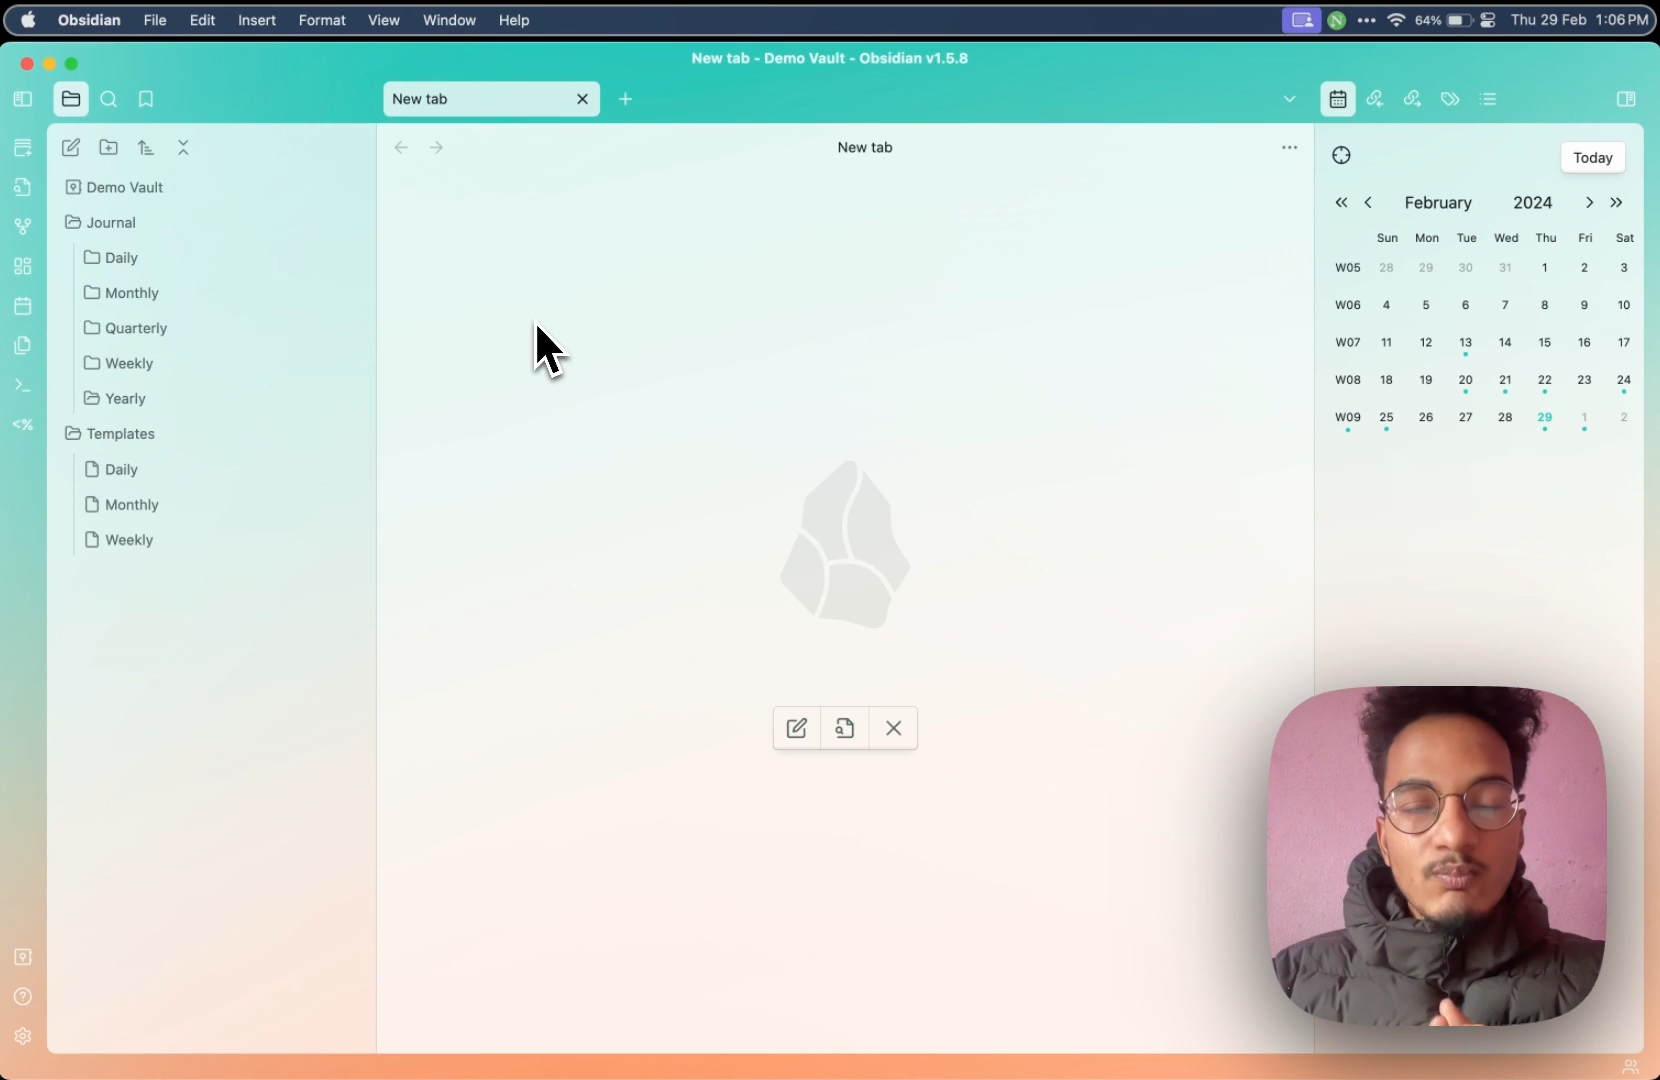 Obsidian File Edit Insert Format View Window Help N 64% Thu 29 Feb 1:06 PM
New tab - Demo Vault - Obsidian v1.5.8
New tab
New tab
Demo Vault
Journal
Daily
Monthly
Quarterly
Weekly
Yearly
Templates
Daily
Monthly
Weekly
<%
Today
February 2024
Sun Mon Tue Wed Thu Fri Sat
W05 28 29 30 31 1 2 3
W06 4 5 6 7 8 9 10
W07 11 12 13 14 15 16 17
W08 18 19 20 21 22 23 24
W09 25 26 27 28 29 1 2